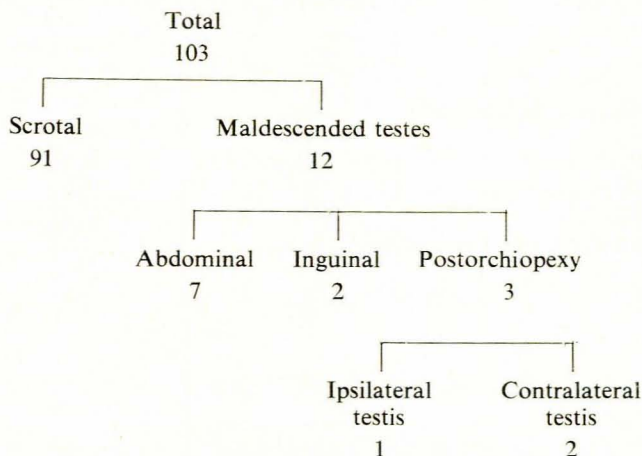 Total
103
Scrotal Maldescended testes
91 12
Abdominal Inguinal Postorchiopexy
7 2 3
Ipsilateral Contralateral
testis testis
1 2